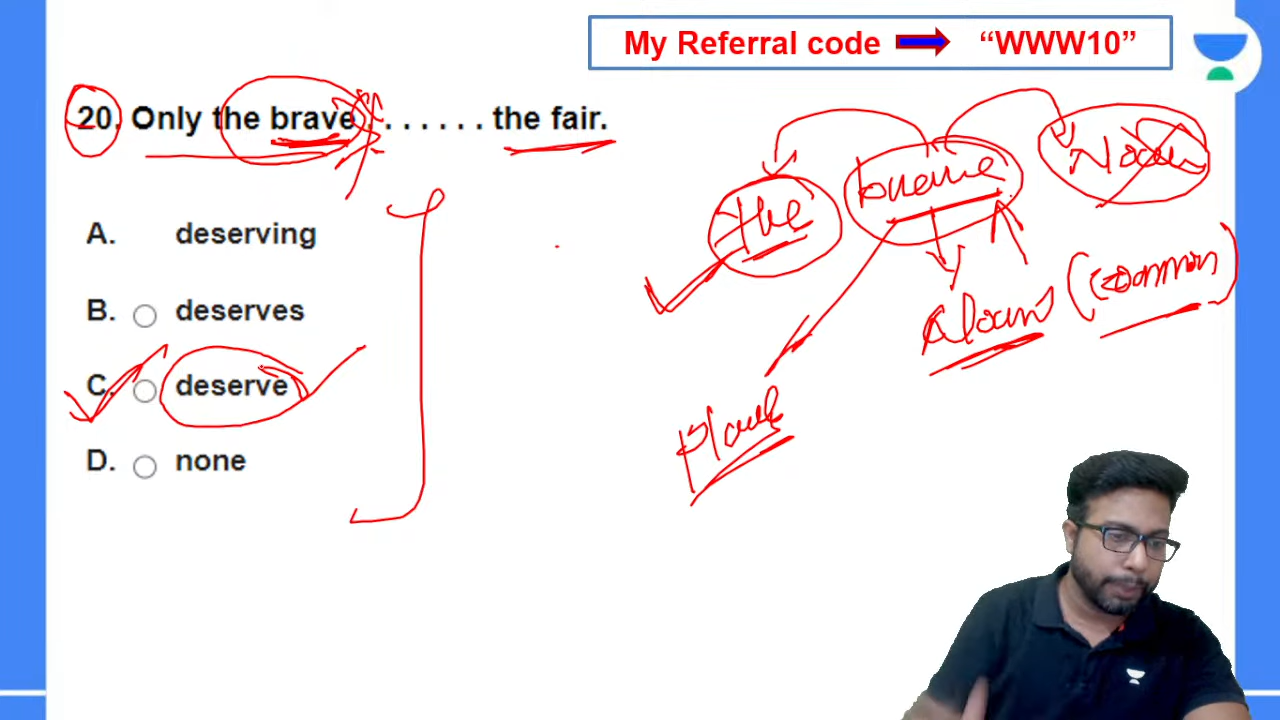 My Referral code “WWW10”
20. Only the brave . . . . . . . the fair.
A. deserving
B. deserves
C. deserve
D. none
the brave Noun
Noun (common)
Plural